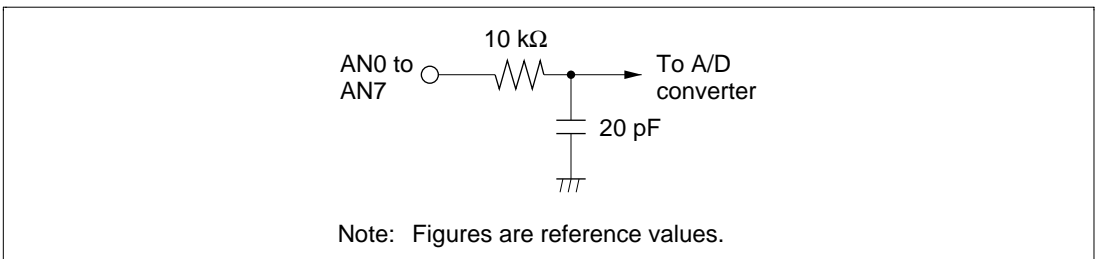 10 kΩ
AN0 to
AN7
To A/D
converter
20 pF
Note: Figures are reference values.